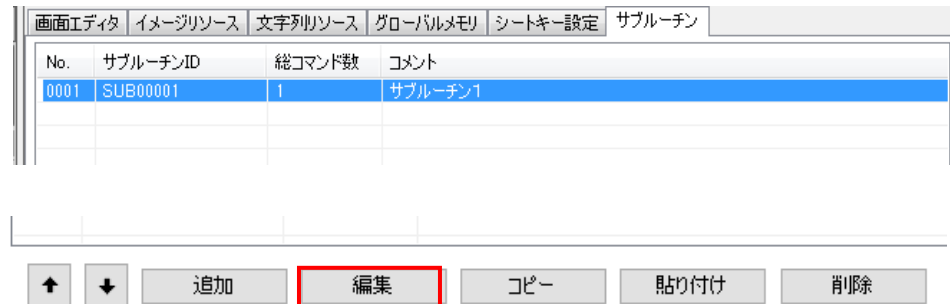 画面エディタ イメージリソース 文字列リソース グローバルメモリ シートキー設定 サブルーチン
No. サブルーチンID 総コマンド数 コメント
0001 SUB00001 1 サブルーチン1
↑ ↓ 追加 編集 コピー 貼り付け 削除